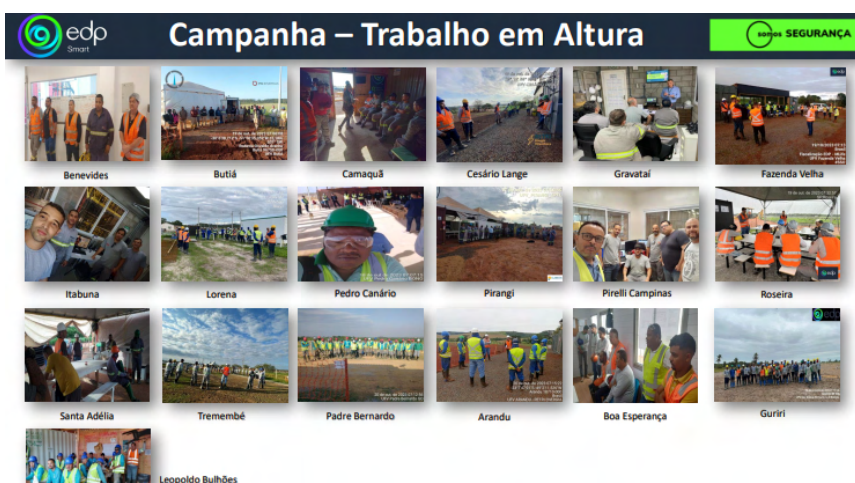 edp
Smart
Campanha – Trabalho em Altura
somos SEGURANÇA
Benevides
Butiá
Camaquã
Cesário Lange
Gravataí
Fazenda Velha
Itabuna
Lorena
Pedro Canário
Pirangi
Pirelli Campinas
Roseira
Santa Adélia
Tremembé
Padre Bernardo
Arandu
Boa Esperança
Guriri
Leopoldo Bulhões